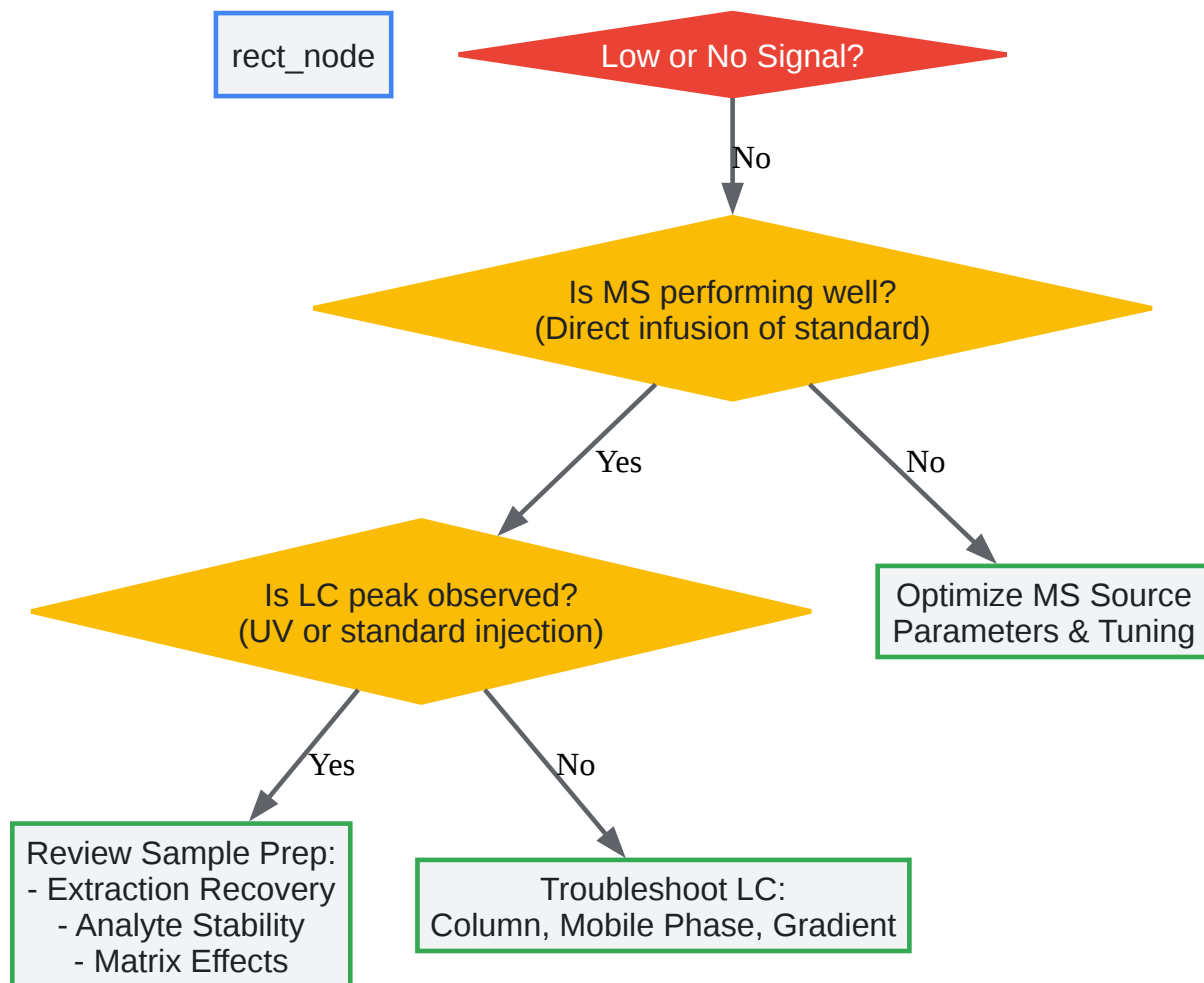 rect_node
Low or No Signal?
No
Is MS performing well?
(Direct infusion of standard)
Yes
No
Is LC peak observed?
(UV or standard injection)
Optimize MS Source
Parameters & Tuning
Yes
No
Review Sample Prep:
- Extraction Recovery
- Analyte Stability
- Matrix Effects
Troubleshoot LC:
Column, Mobile Phase, Gradient